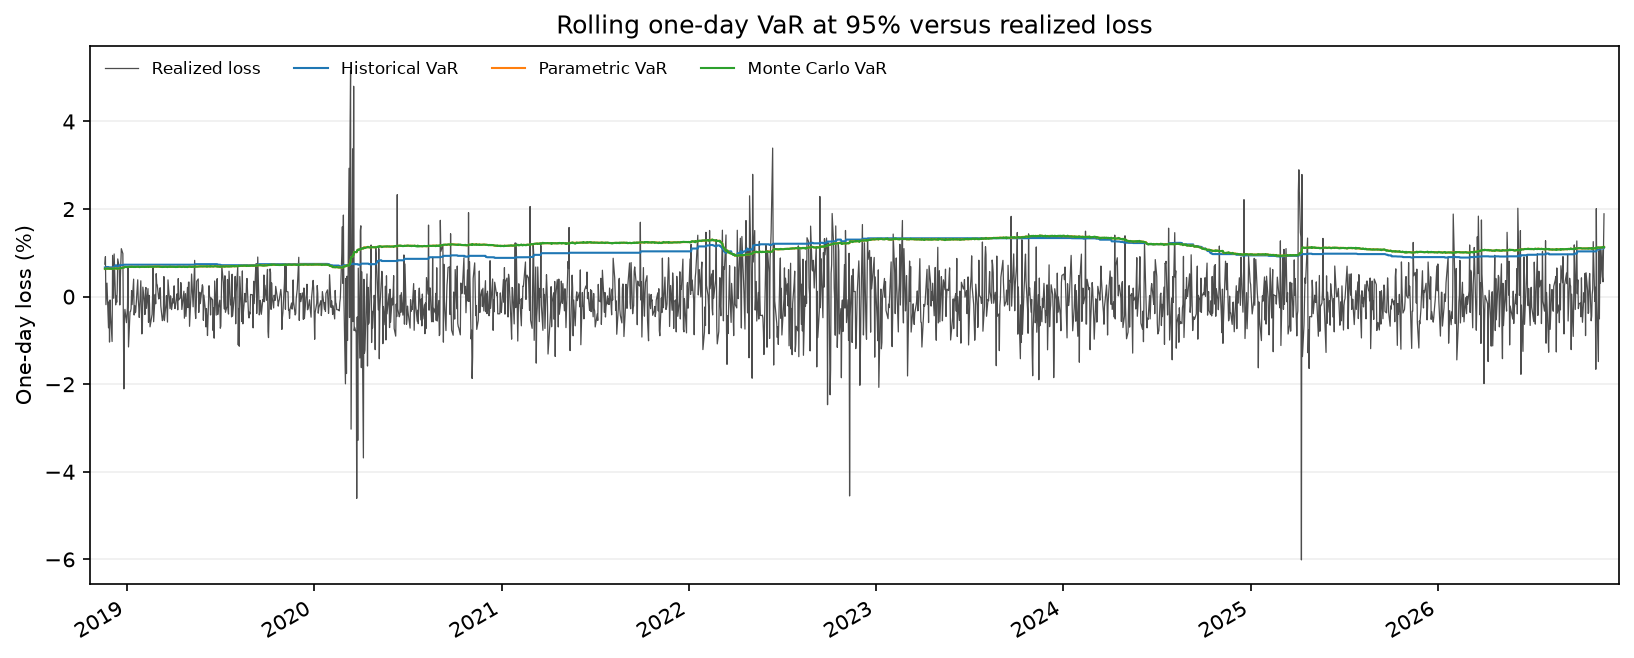 Rolling one-day VaR at 95% versus realized loss
Realized loss Historical VaR Parametric VaR Monte Carlo VaR
One-day loss (%)
4
2
0
−2
−4
−6
2019 2020 2021 2022 2023 2024 2025 2026